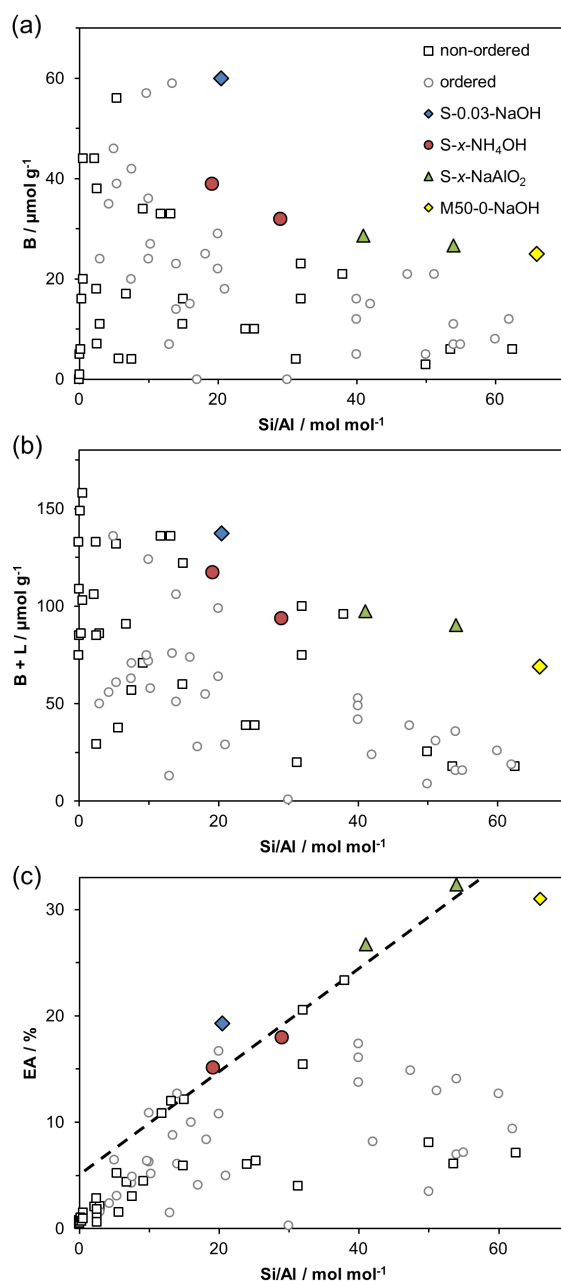 (a)
60
40
20
0
B / µmol g⁻¹
non-ordered
ordered
S-0.03-NaOH
S-x-NH₄OH
S-x-NaAlO₂
M50-0-NaOH
0 20 40 60
Si/Al / mol mol⁻¹
(b)
150
100
50
0
B + L / µmol g⁻¹
0 20 40 60
Si/Al / mol mol⁻¹
(c)
30
20
10
0
EA / %
0 20 40 60
Si/Al / mol mol⁻¹